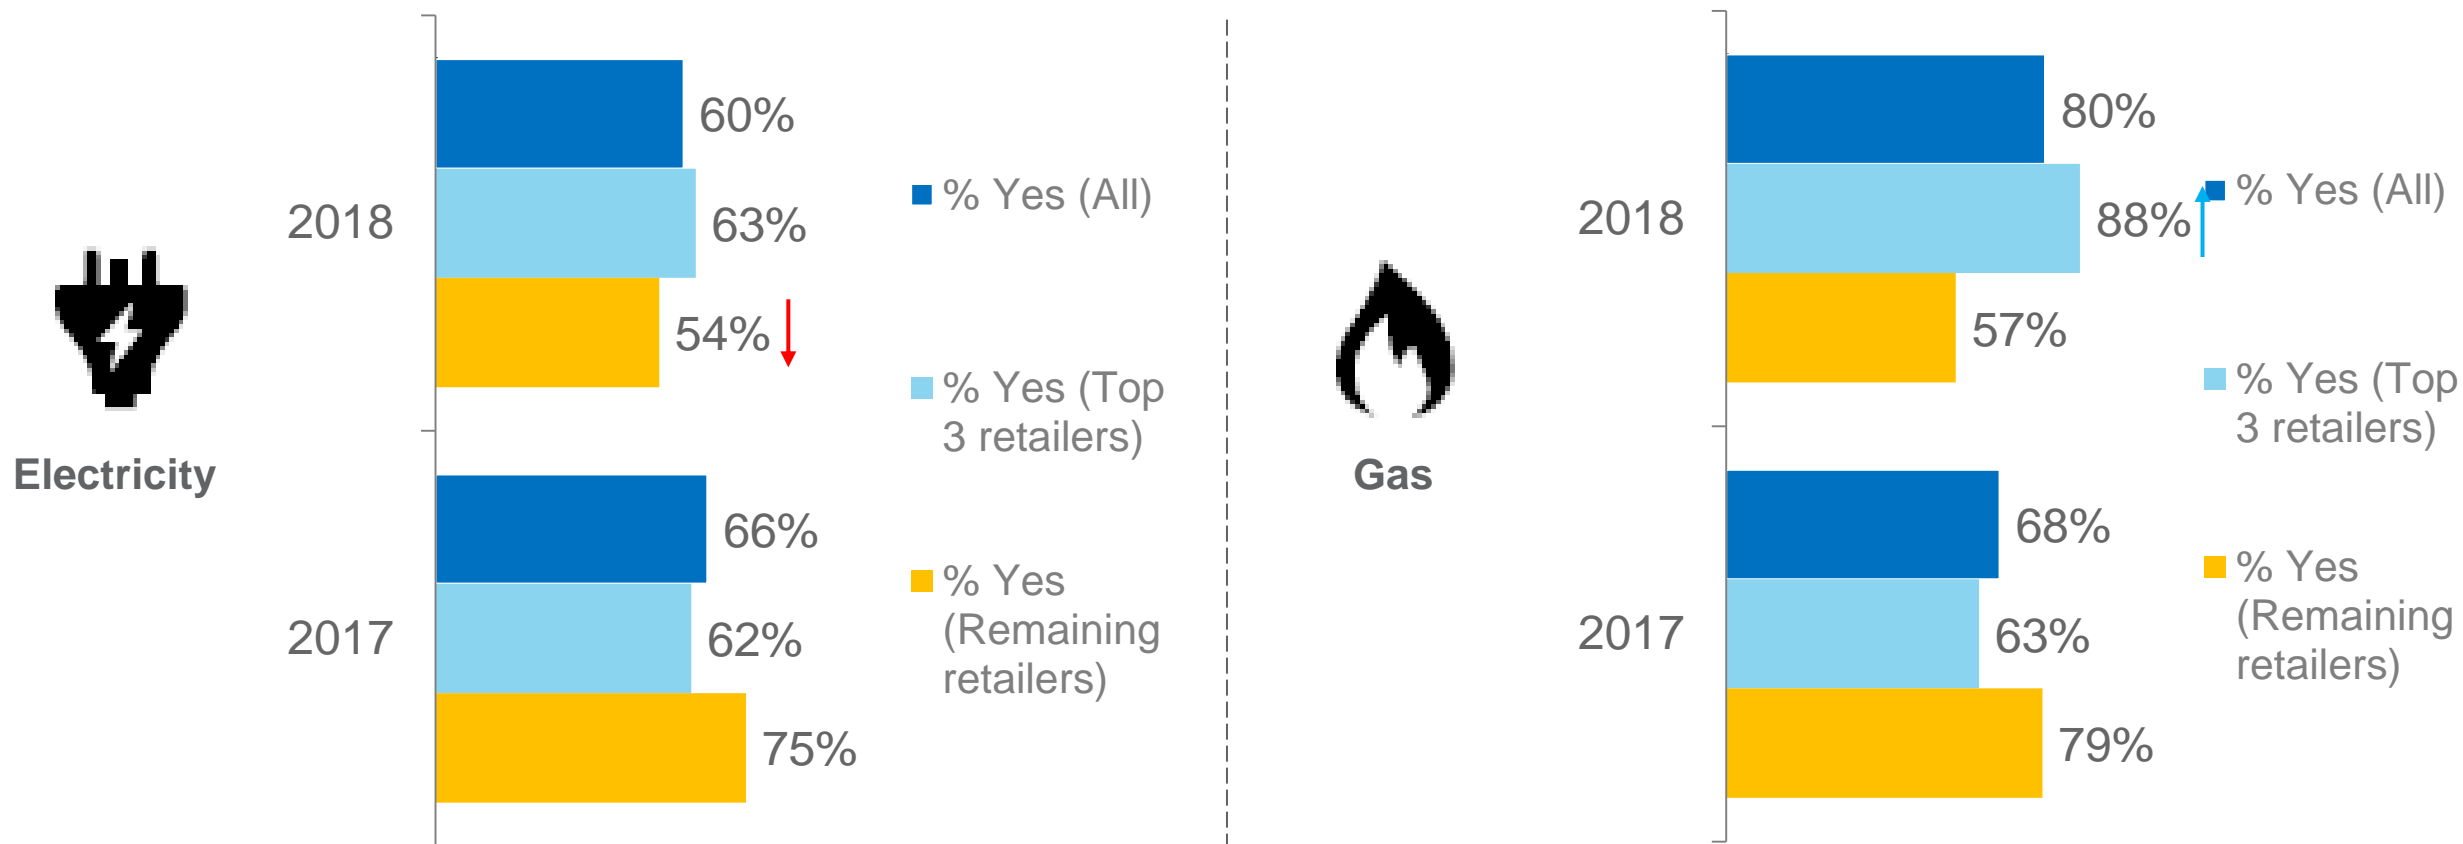 Electricity
2018
60%
63%
54%
2017
66%
62%
75%
% Yes (All)
% Yes (Top
3 retailers)
% Yes
(Remaining
retailers)
Gas
2018
80%
88%
57%
2017
68%
63%
79%
% Yes (All)
% Yes (Top
3 retailers)
% Yes
(Remaining
retailers)